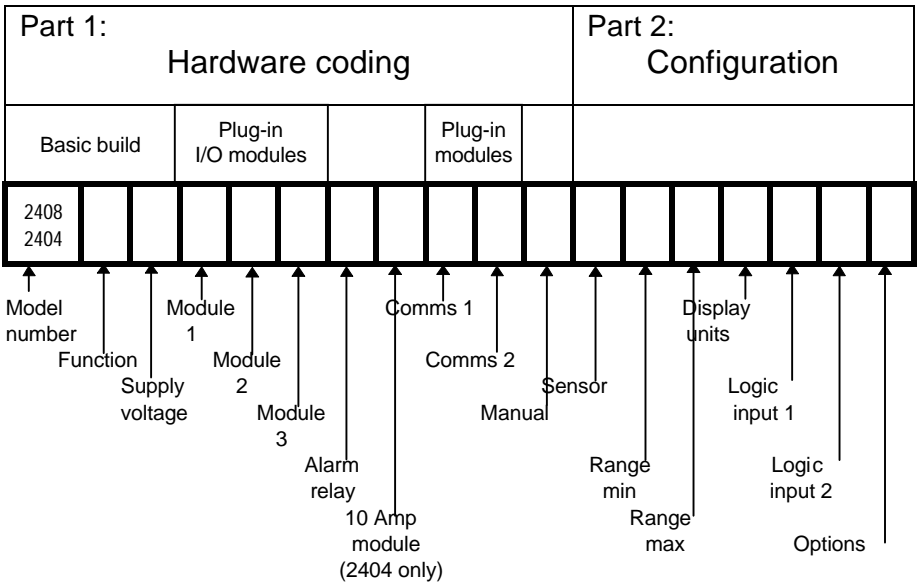 Part 1:
Hardware coding
Part 2:
Configuration
Basic build
Plug-in
I/O modules
Plug-in
modules
2408
2404
Model
number
Function
Supply
voltage
Module
1
Module
2
Module
3
Alarm
relay
10 Amp
module
(2404 only)
Comms 1
Comms 2
Manual
Sensor
Range
min
Range
max
Display
units
Logic
input 1
Logic
input 2
Options